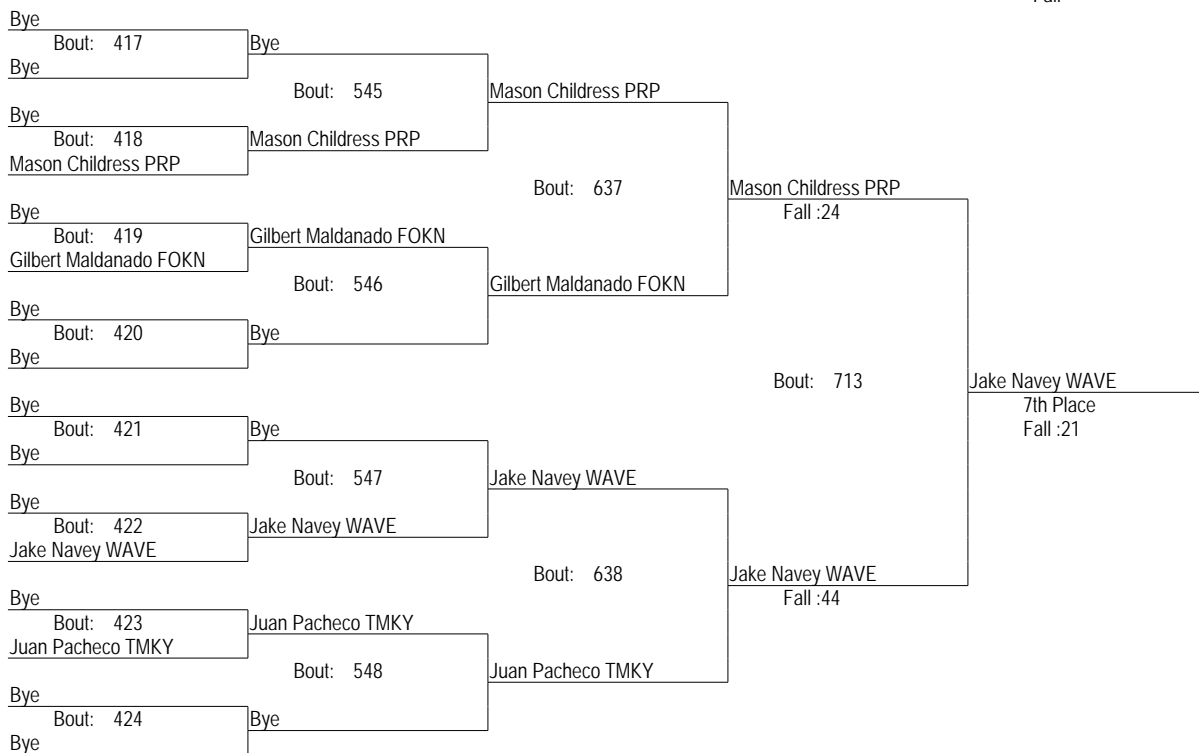 Fall
Bye
Bout: 417
Bye
Bye
Bout: 545
Mason Childress PRP
Bye
Bout: 418
Mason Childress PRP
Mason Childress PRP
Bout: 637
Mason Childress PRP
Fall :24
Bye
Bout: 419
Gilbert Maldanado FOKN
Gilbert Maldanado FOKN
Bout: 546
Gilbert Maldanado FOKN
Bye
Bout: 420
Bye
Bye
Bout: 713
Jake Navey WAVE
7th Place
Fall :21
Bye
Bout: 421
Bye
Bye
Bout: 547
Jake Navey WAVE
Bye
Bout: 422
Jake Navey WAVE
Jake Navey WAVE
Bout: 638
Jake Navey WAVE
Fall :44
Bye
Bout: 423
Juan Pacheco TMKY
Juan Pacheco TMKY
Bout: 548
Juan Pacheco TMKY
Bye
Bout: 424
Bye
Bye